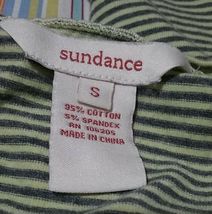 sundance
S
95% COTTON
5% SPANDEX
RN 106205
MADE IN CHINA